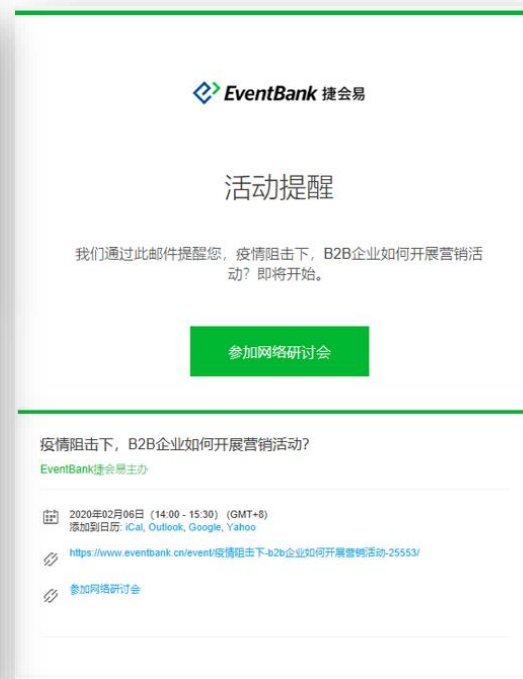 EventBank 捷会易
活动提醒
我们通过此邮件提醒您，疫情阻击下，B2B企业如何开展营销活
动？即将开始。
参加网络研讨会
疫情阻击下，B2B企业如何开展营销活动？
EventBank捷会易主办
2020年02月06日（14:00 - 15:30）(GMT+8)
添加到日历: iCal, Outlook, Google, Yahoo
https://www.eventbank.cn/event/疫情阻击下-b2b企业如何开展营销活动-25553/
参加网络研讨会